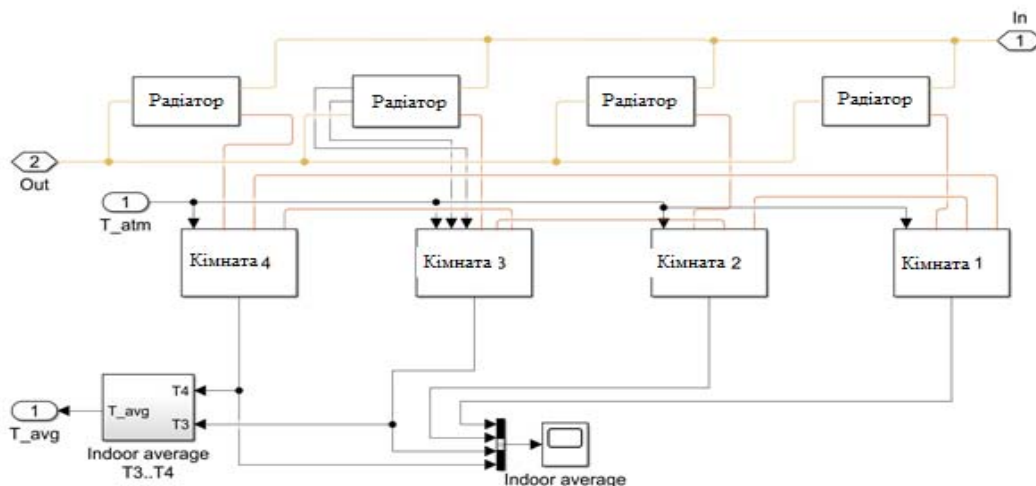 In
1
Радіатор
Радіатор
Радіатор
Радіатор
2
Out
1
T_atm
Кімната 4
Кімната 3
Кімната 2
Кімната 1
T4
T_avg
T3
1
T_avg
Indoor average
T3..T4
Indoor average